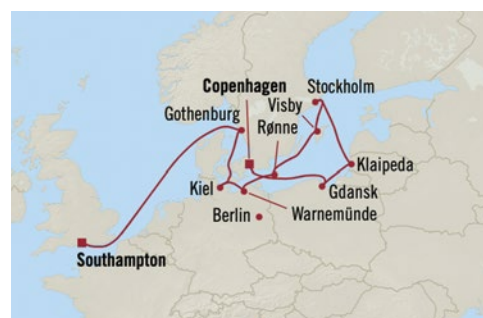 Copenhagen
Stockholm
Visby
Gothenburg
Rønne
Klaipeda
Kiel
Gdansk
Berlin
Warnemünde
Southampton